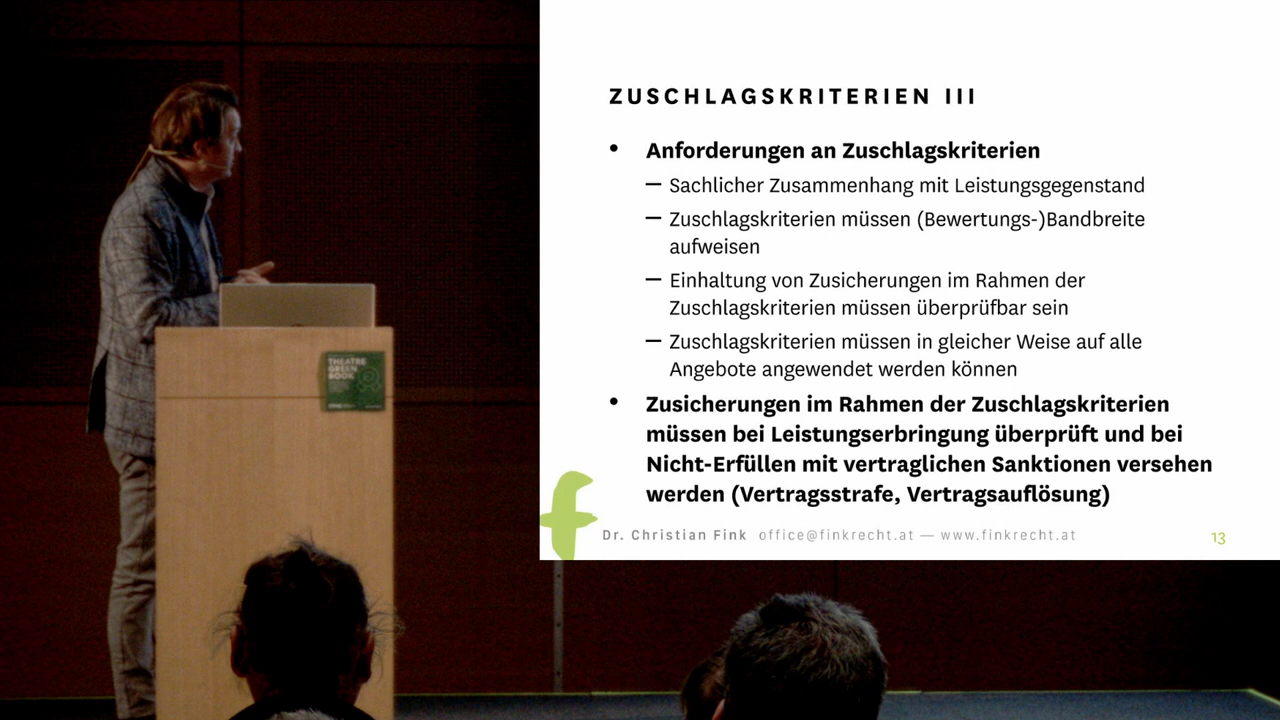 ZUSCHLAGSKRITERIEN III
• Anforderungen an Zuschlagskriterien
— Sachlicher Zusammenhang mit Leistungsgegenstand
— Zuschlagskriterien müssen (Bewertungs-)Bandbreite
aufweisen
— Einhaltung von Zusicherungen im Rahmen der
Zuschlagskriterien müssen überprüfbar sein
— Zuschlagskriterien müssen in gleicher Weise auf alle
Angebote angewendet werden können
• Zusicherungen im Rahmen der Zuschlagskriterien
müssen bei Leistungserbringung überprüft und bei
Nicht-Erfüllen mit vertraglichen Sanktionen versehen
werden (Vertragsstrafe, Vertragsauflösung)
f
Dr. Christian Fink office@finkrecht.at — www.finkrecht.at
13
THEATRE
GREEN
BOOK